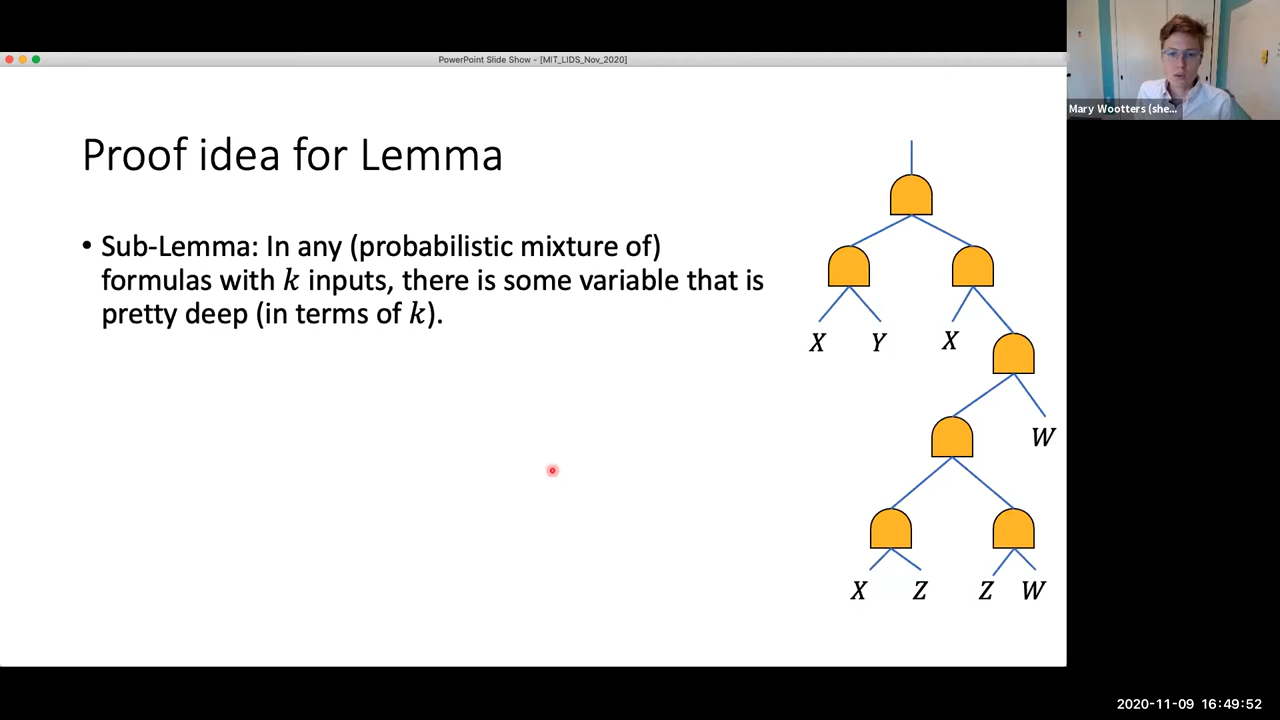 PowerPoint Slide Show - [MIT_LIDS_Nov_2020]
Mary Wootters (she...
Proof idea for Lemma
• Sub-Lemma: In any (probabilistic mixture of)
formulas with k inputs, there is some variable that is
pretty deep (in terms of k).
X Y X
W
X Z Z W
2020-11-09 16:49:52